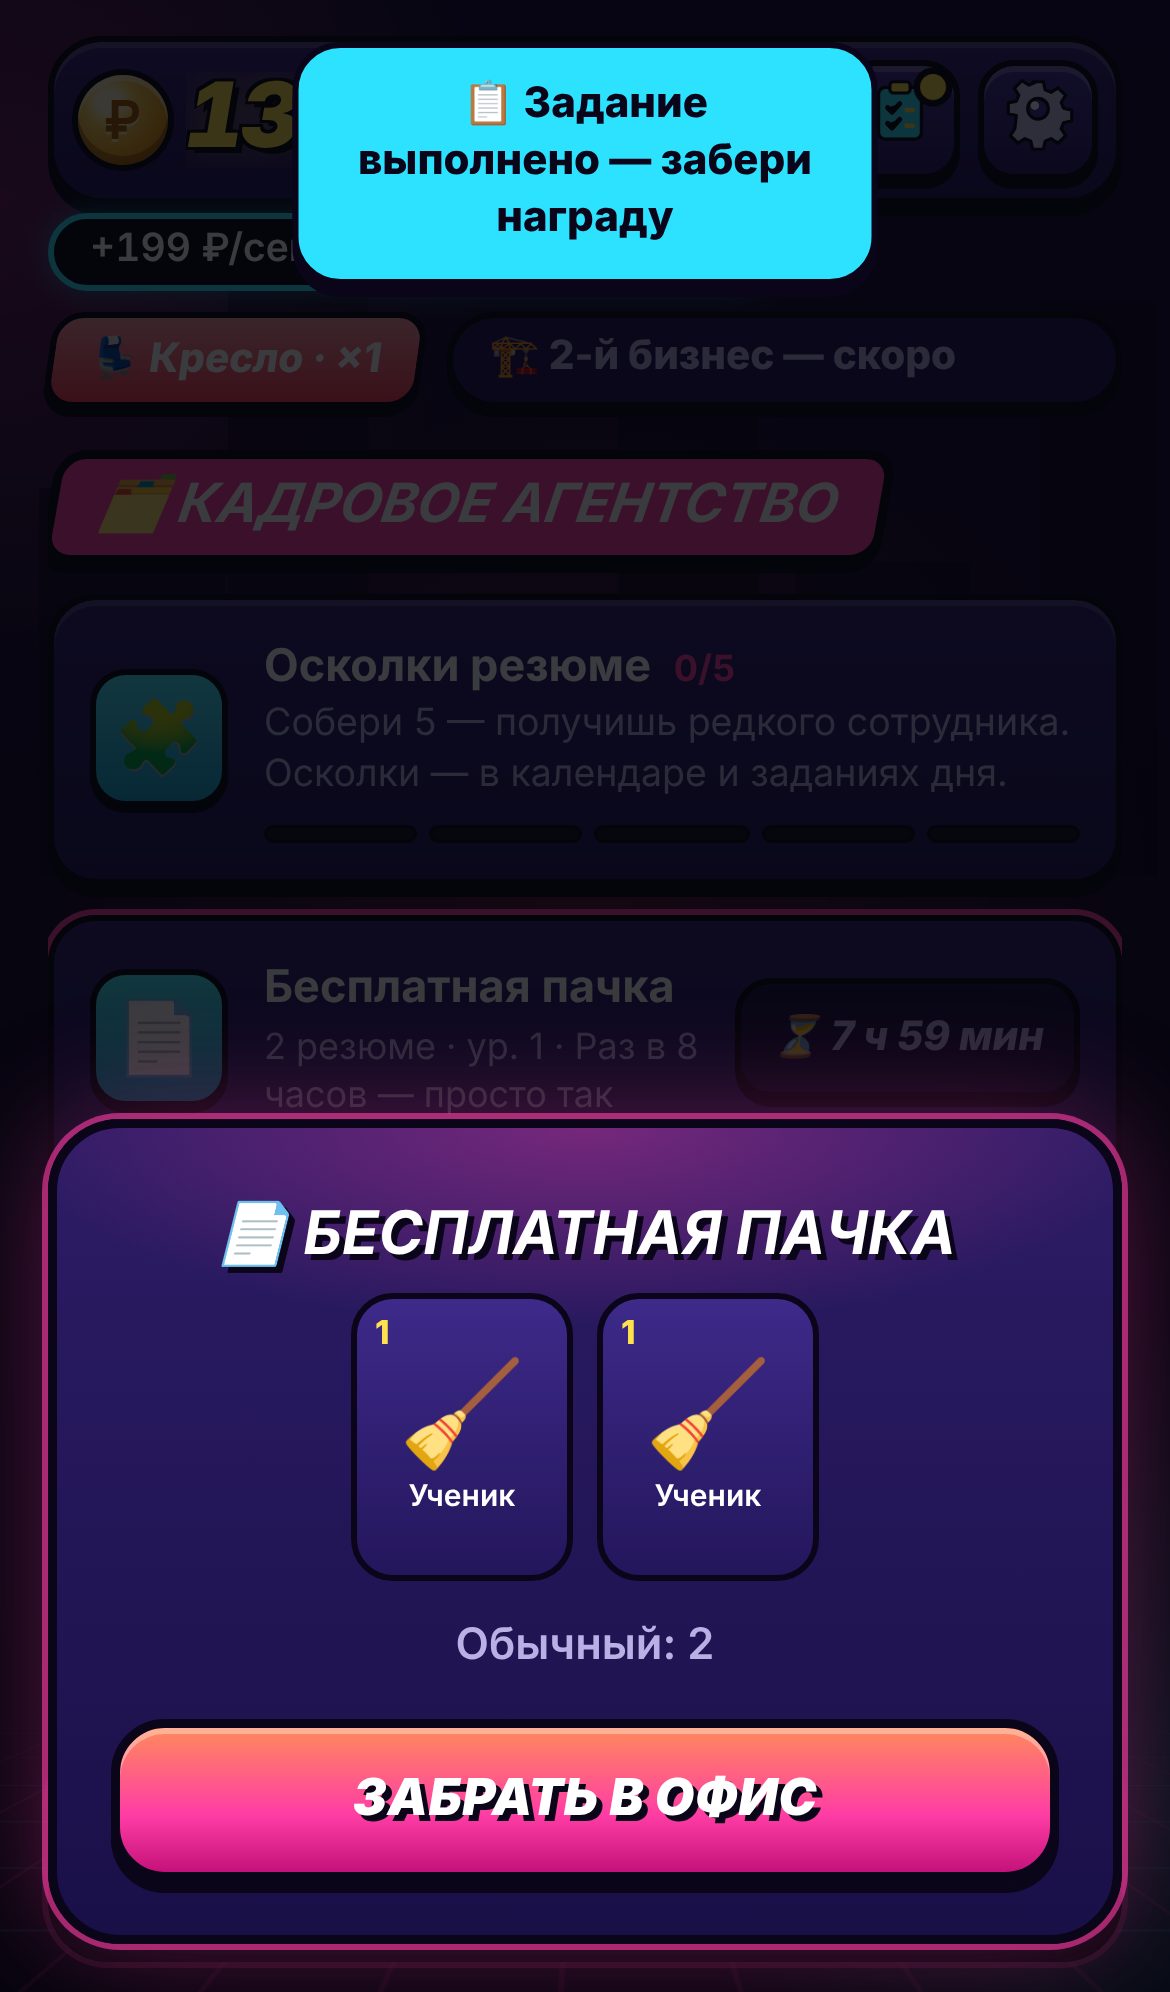 Задание
выполнено — забери
награду
₽ 13
+199 ₽/се
Кресло · ×1
2-й бизнес — скоро
КАДРОВОЕ АГЕНТСТВО
Осколки резюме 0/5
Собери 5 — получишь редкого сотрудника.
Осколки — в календаре и заданиях дня.
Бесплатная пачка
2 резюме · ур. 1 · Раз в 8
часов — просто так
7 ч 59 мин
БЕСПЛАТНАЯ ПАЧКА
1
Ученик
1
Ученик
Обычный: 2
ЗАБРАТЬ В ОФИС